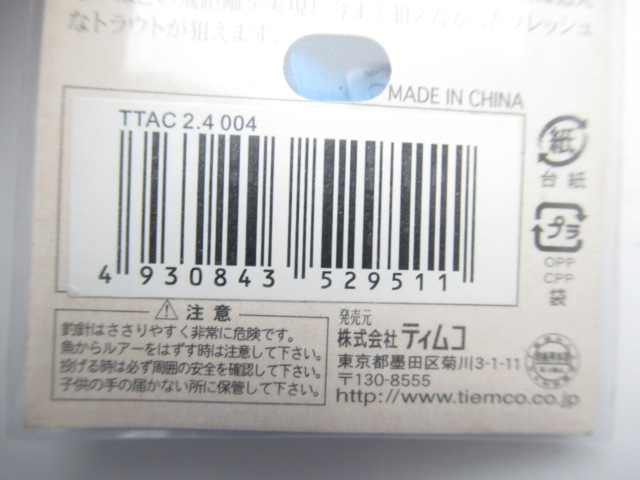 なトラウトが狙えます。
MADE IN CHINA
TTAC 2.4 004
4 930843 529511
紙
台紙
プラ
OPP
CPP
袋
⚠ 注意
釣針はささりやすく非常に危険です。
魚からルアーをはずす時は注意して下さい。
投げる時は必ず周囲の安全を確認して下さい。
子供の手の届かない所に保管して下さい。
発売元
株式会社ティムコ
東京都墨田区菊川3-1-11
〒130-8555
http://www.tiemco.co.jp